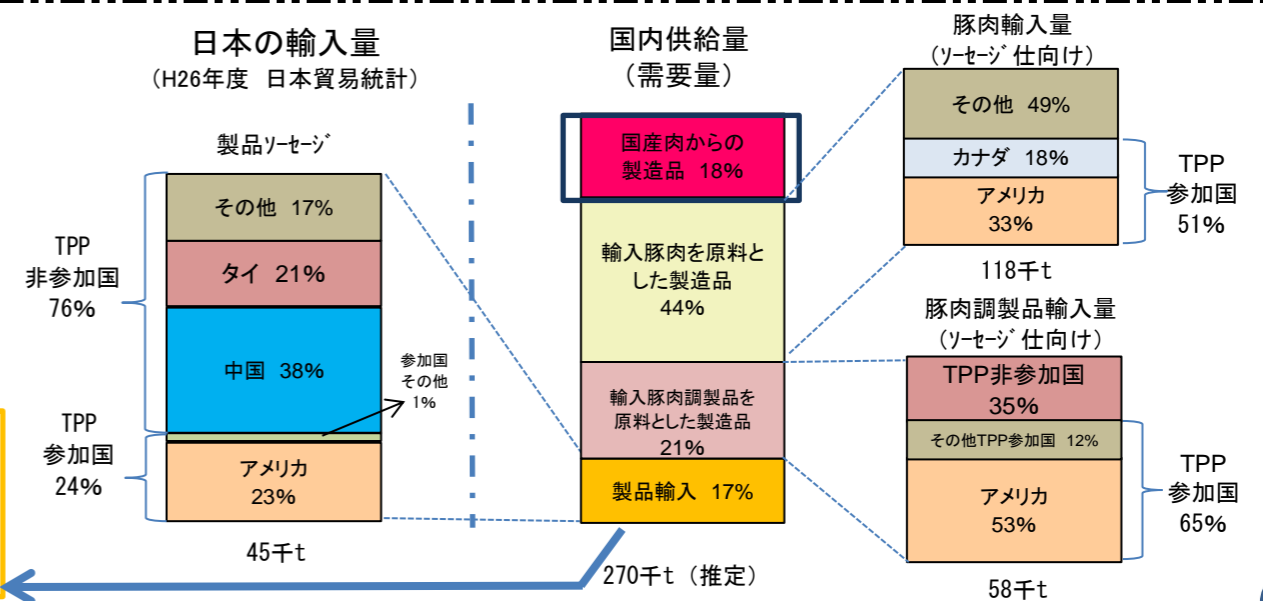 日本の輸入量
(H26年度 日本貿易統計)
製品ソーセージ
その他 17%
タイ 21%
中国 38%
アメリカ
23%
参加国
その他
1%
TPP
非参加国
76%
TPP
参加国
24%
45千t
国内供給量
(需要量)
国産肉からの
製造品 18%
輸入豚肉を原料と
した製造品
44%
輸入豚肉調製品を
原料とした製造品
21%
製品輸入 17%
270千t(推定)
豚肉輸入量
(ソーセージ仕向け)
その他 49%
カナダ 18%
アメリカ
33%
TPP
参加国
51%
118千t
豚肉調製品輸入量
(ソーセージ仕向け)
TPP非参加国
35%
その他TPP参加国 12%
アメリカ
53%
TPP
参加国
65%
58千t